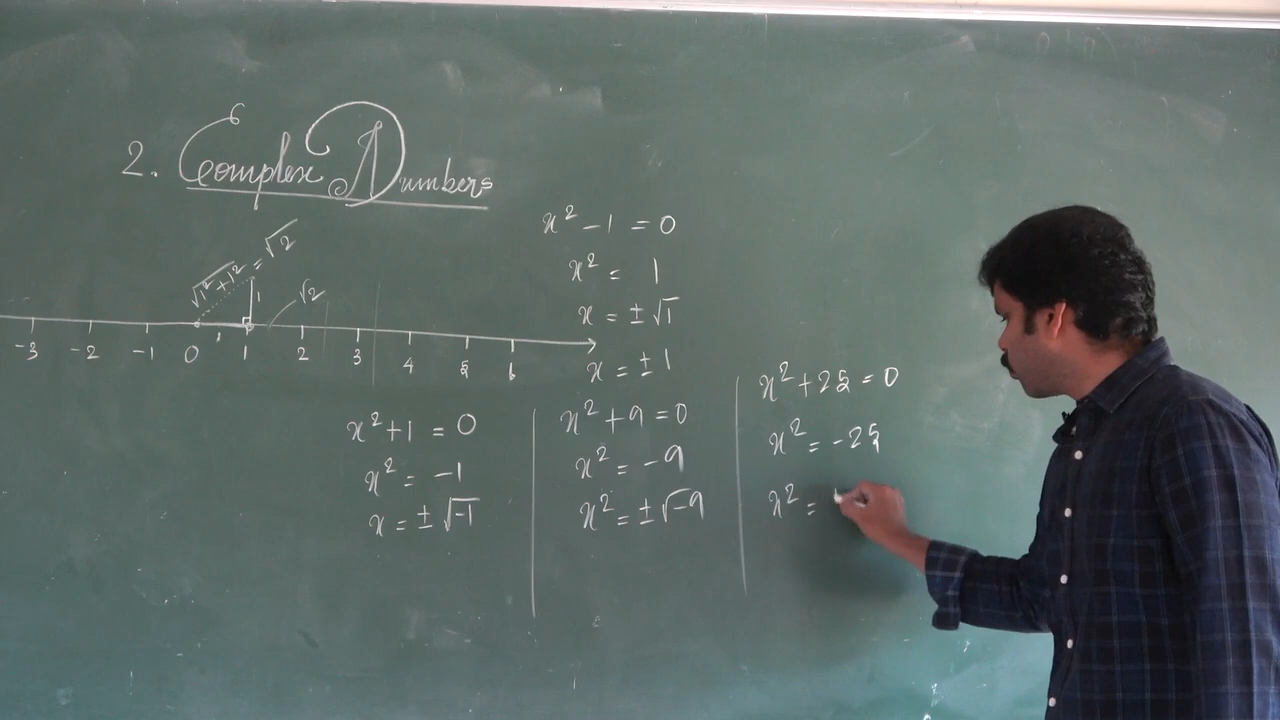 2. Complex Numbers
√1²+1² = √2
1
√2
-3 -2 -1 0 1 2 3 4 5 6
x² - 1 = 0
x² = 1
x = ± √1
x = ± 1
x² + 1 = 0
x² = -1
x = ± √-1
x² + 9 = 0
x² = -9
x² = ± √-9
x² + 25 = 0
x² = -25
x² =